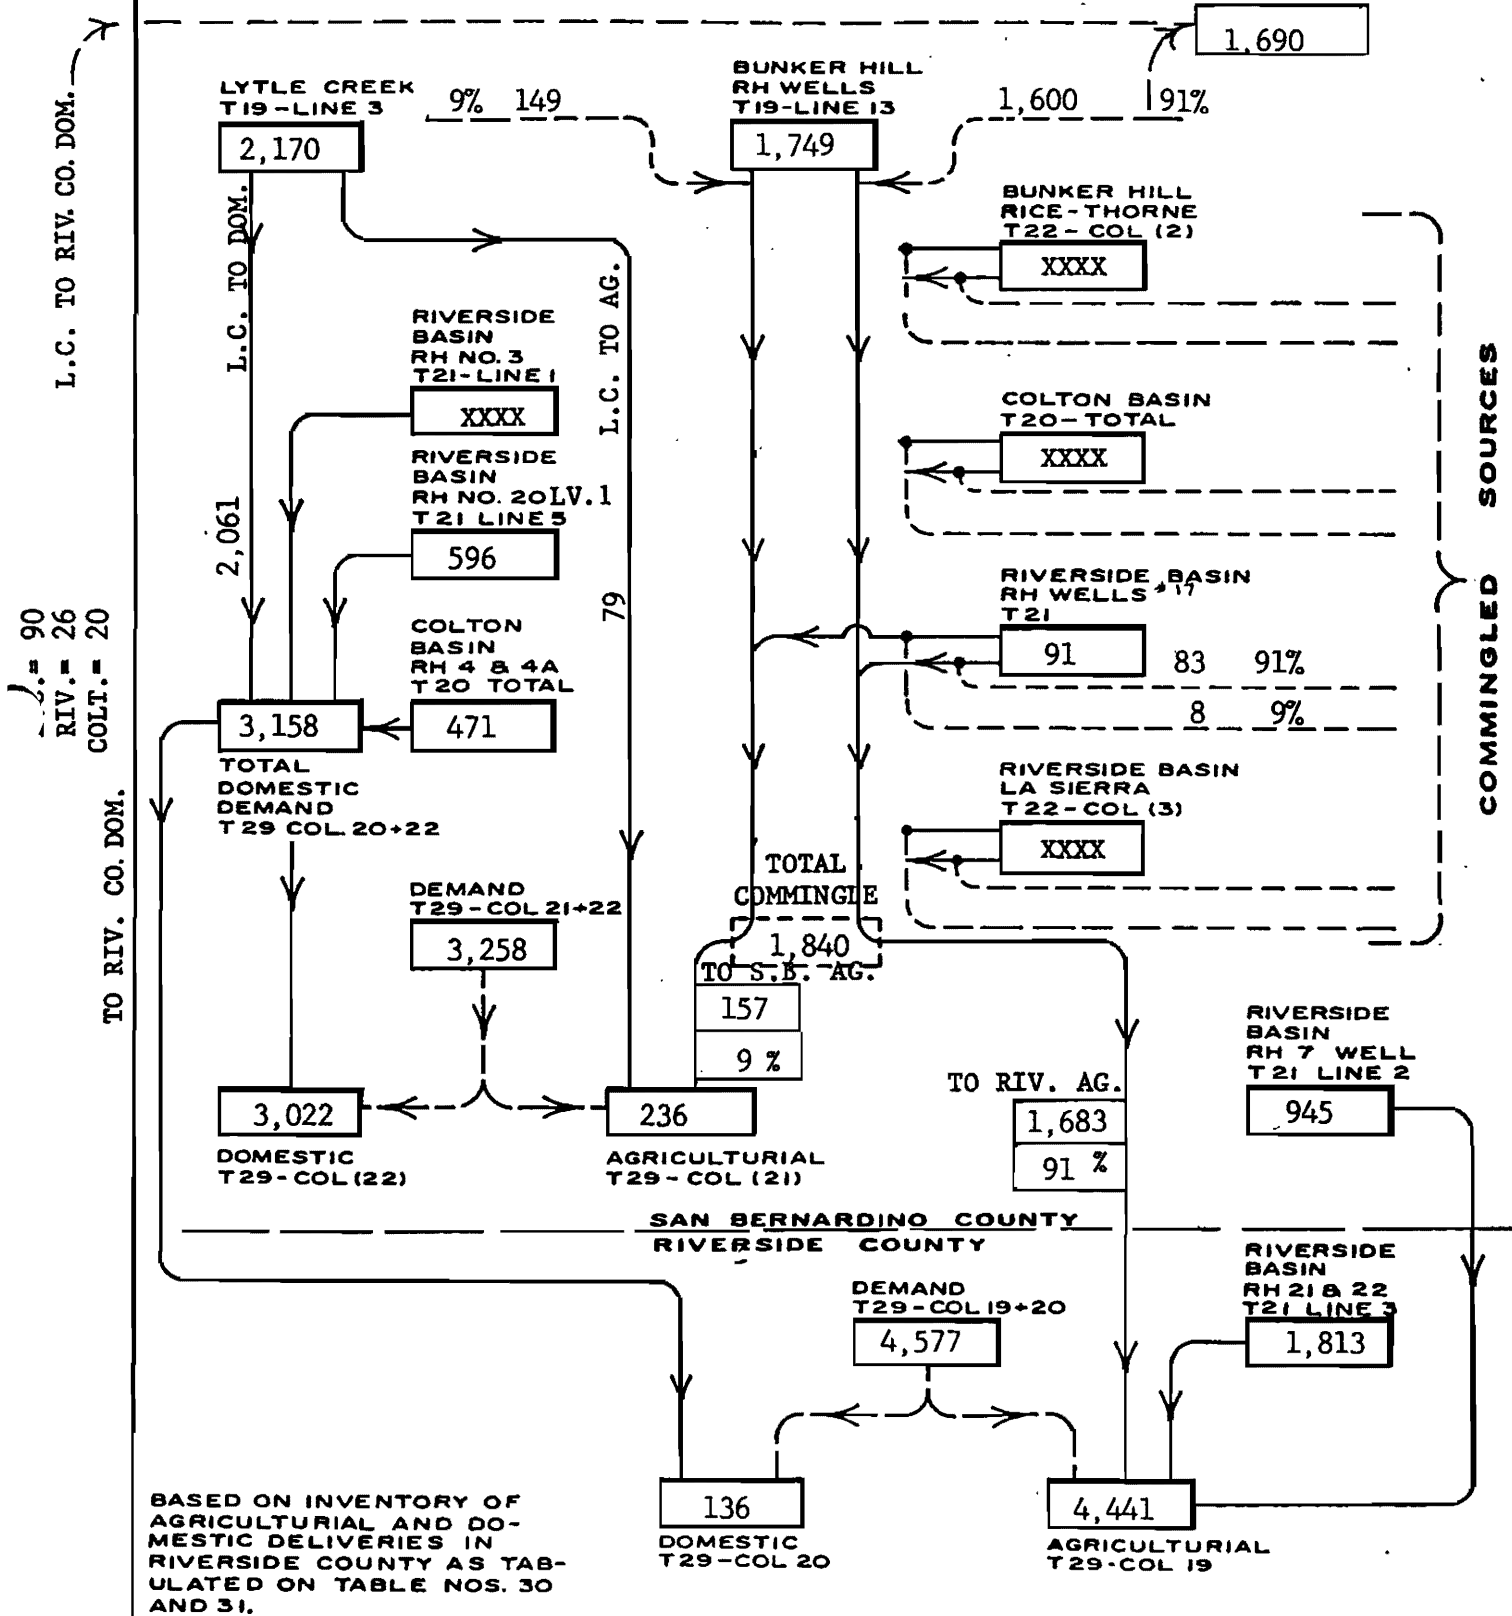 1,690
LYTLE CREEK
T19-LINE 3
2,170
9% 149
BUNKER HILL
RH WELLS
T19-LINE 13
1,749
1,600 91%
L.C. TO RIV. CO. DOM.
L.C. TO DOM.
2,061
L.C. TO AG.
79
BUNKER HILL
RICE-THORNE
T22-COL (2)
XXXX
RIVERSIDE
BASIN
RH NO. 3
T21-LINE 1
XXXX
COLTON BASIN
T20-TOTAL
XXXX
RIVERSIDE
BASIN
RH NO. 20 LV.1
T21 LINE 5
596
RIVERSIDE BASIN
RH WELLS #17
T21
91
83 91%
8 9%
COMMINGLED SOURCES
COLTON
BASIN
RH 4 & 4A
T20 TOTAL
471
3,158
TOTAL
DOMESTIC
DEMAND
T29 COL. 20+22
= 90
RIV. = 26
COLT. = 20
TO RIV. CO. DOM.
RIVERSIDE BASIN
LA SIERRA
T22-COL (3)
XXXX
TOTAL
COMMINGLE
1,840
DEMAND
T29-COL 21+22
3,258
TO S.B. AG.
157
9 %
3,022
DOMESTIC
T29-COL (22)
236
AGRICULTURIAL
T29-COL (21)
TO RIV. AG.
1,683
91 %
RIVERSIDE
BASIN
RH 7 WELL
T21 LINE 2
945
SAN BERNARDINO COUNTY
RIVERSIDE COUNTY
RIVERSIDE
BASIN
RH 21 & 22
T21 LINE 3
1,813
DEMAND
T29-COL 19+20
4,577
136
DOMESTIC
T29-COL 20
4,441
AGRICULTURIAL
T29-COL 19
BASED ON INVENTORY OF
AGRICULTURIAL AND DO-
MESTIC DELIVERIES IN
RIVERSIDE COUNTY AS TAB-
ULATED ON TABLE NOS. 30
AND 31.